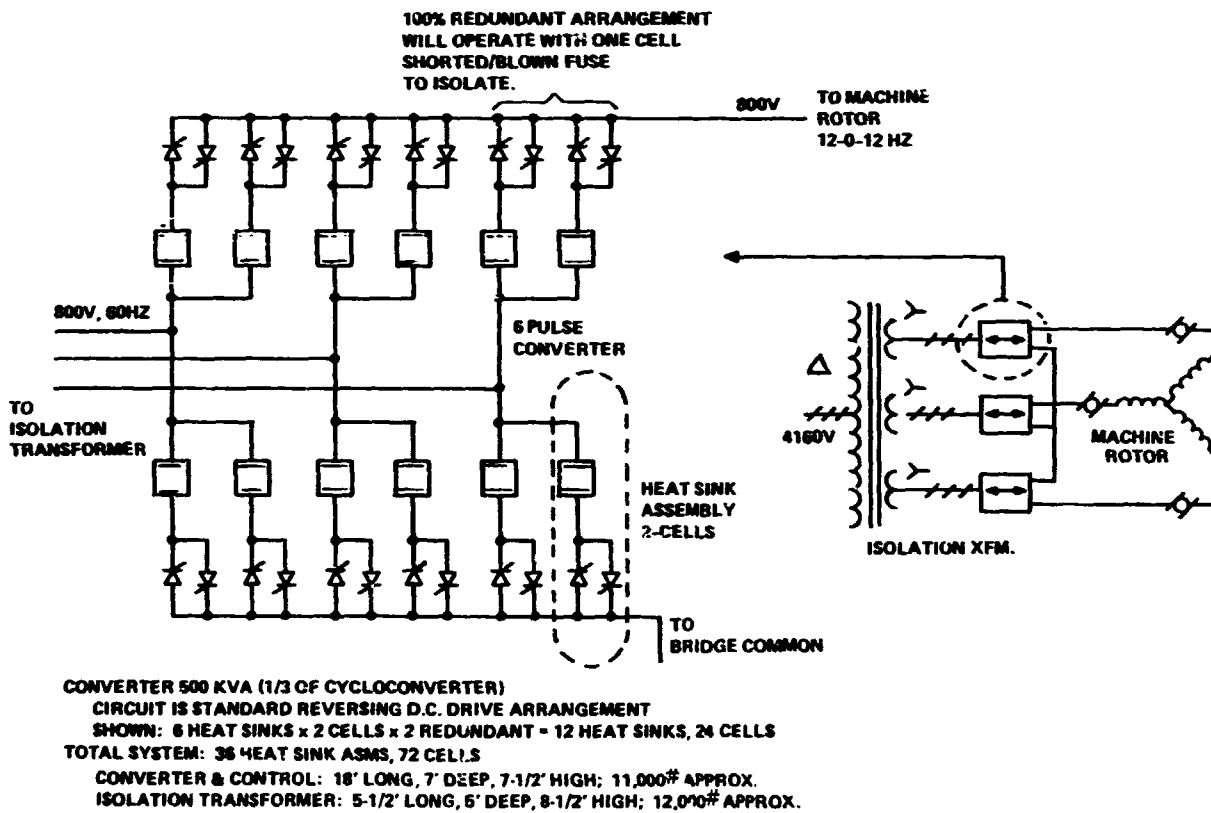 100% REDUNDANT ARRANGEMENT
WILL OPERATE WITH ONE CELL
SHORTED/BLOWN FUSE
TO ISOLATE.
800V
TO MACHINE
ROTOR
12-0-12 HZ
800V, 60HZ
6 PULSE
CONVERTER
TO
ISOLATION
TRANSFORMER
4160V
MACHINE
ROTOR
HEAT SINK
ASSEMBLY
2-CELLS
ISOLATION XFM.
TO
BRIDGE COMMON
CONVERTER 500 KVA (1/3 OF CYCLOCONVERTER)
CIRCUIT IS STANDARD REVERSING D.C. DRIVE ARRANGEMENT
SHOWN: 6 HEAT SINKS x 2 CELLS x 2 REDUNDANT = 12 HEAT SINKS, 24 CELLS
TOTAL SYSTEM: 36 HEAT SINK ASMS, 72 CELLS
CONVERTER & CONTROL: 18' LONG, 7' DEEP, 7-1/2' HIGH; 11,000# APPROX.
ISOLATION TRANSFORMER: 5-1/2' LONG, 6' DEEP, 8-1/2' HIGH; 12,000# APPROX.